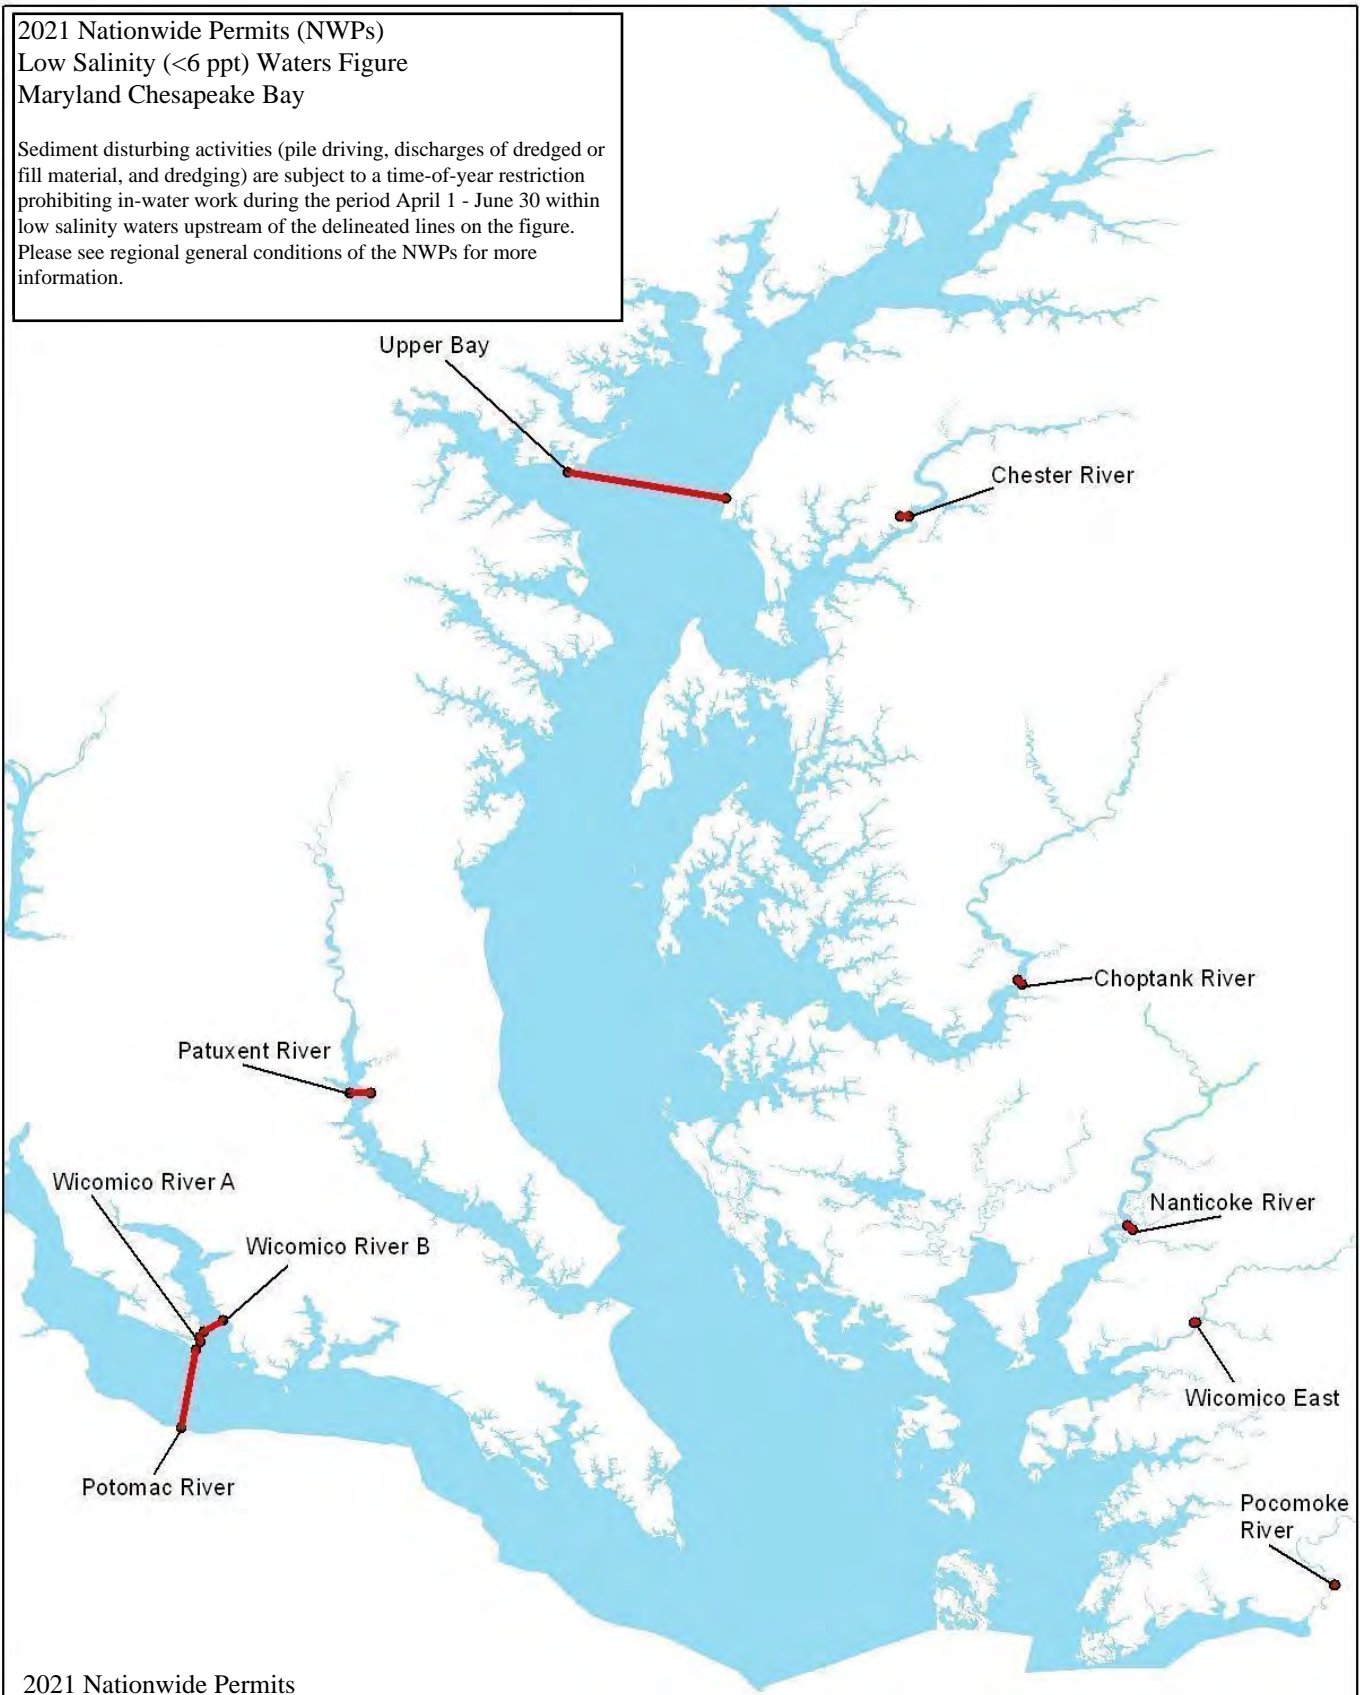 2021 Nationwide Permits (NWPs)
Low Salinity (<6 ppt) Waters Figure
Maryland Chesapeake Bay
Sediment disturbing activities (pile driving, discharges of dredged or
fill material, and dredging) are subject to a time-of-year restriction
prohibiting in-water work during the period April 1 - June 30 within
low salinity waters upstream of the delineated lines on the figure.
Please see regional general conditions of the NWPs for more
information.
Upper Bay
Chester River
Choptank River
Patuxent River
Wicomico River A
Nanticoke River
Wicomico River B
Wicomico East
Potomac River
Pocomoke
River
2021 Nationwide Permits